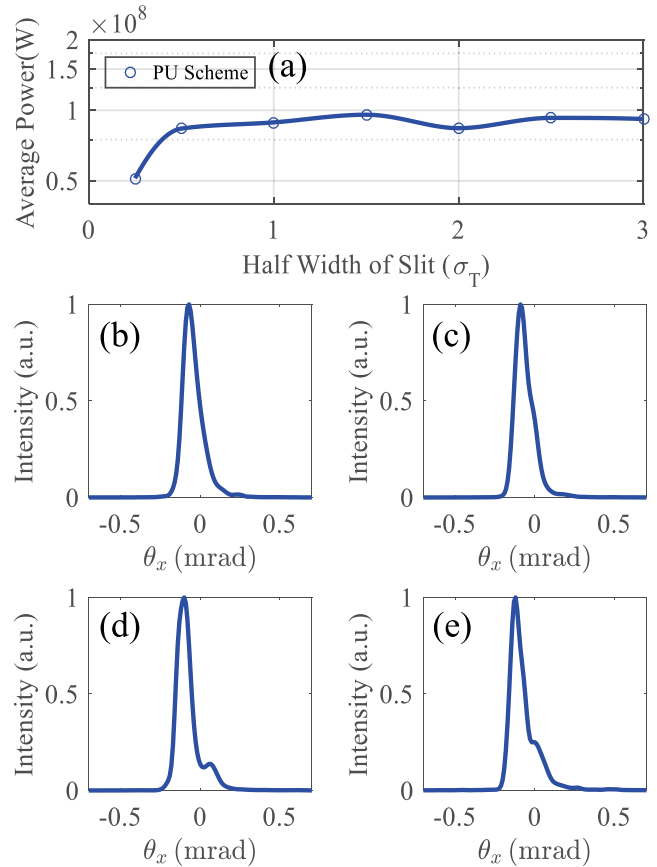 ×10⁸
Average Power(W)
2
1.5
1
0.5
PU Scheme
(a)
0 1 2 3
Half Width of Slit (σ_T)
(b)
Intensity (a.u.)
1
0.5
0
-0.5 0 0.5
θ_x (mrad)
(c)
Intensity (a.u.)
1
0.5
0
-0.5 0 0.5
θ_x (mrad)
(d)
Intensity (a.u.)
1
0.5
0
-0.5 0 0.5
θ_x (mrad)
(e)
Intensity (a.u.)
1
0.5
0
-0.5 0 0.5
θ_x (mrad)